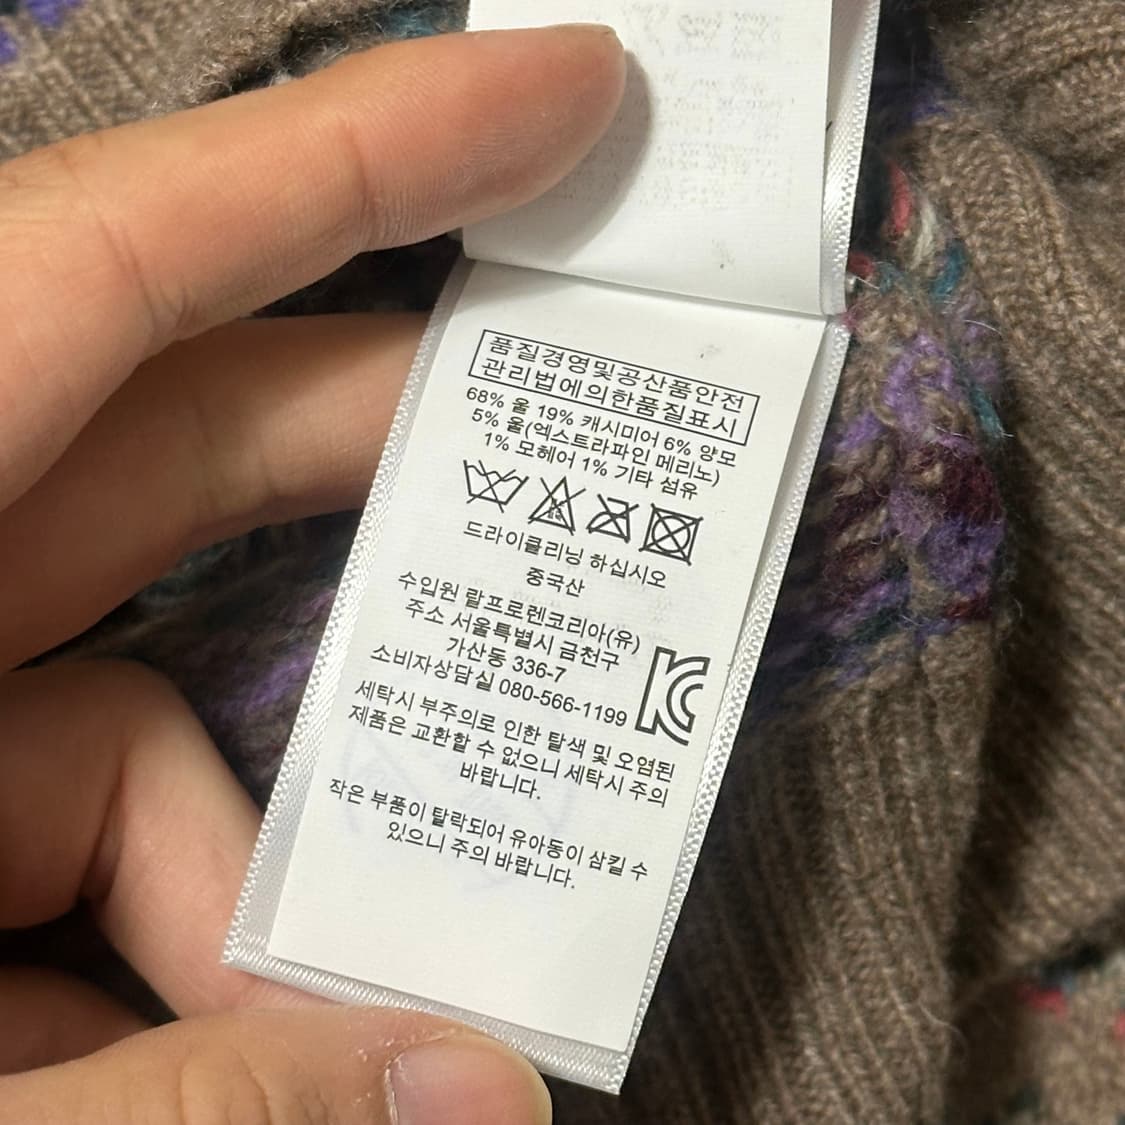 품질경영및공산품안전
관리법에의한품질표시
68% 울 19% 캐시미어 6% 양모
5% 울(엑스트라파인 메리노)
1% 모헤어 1% 기타 섬유
드라이클리닝 하십시오
중국산
수입원 랄프로렌코리아(유)
주소 서울특별시 금천구
가산동 336-7
소비자상담실 080-566-1199
KC
세탁시 부주의로 인한 탈색 및 오염된
제품은 교환할 수 없으니 세탁시 주의
바랍니다.
작은 부품이 탈락되어 유아동이 삼킬 수
있으니 주의 바랍니다.